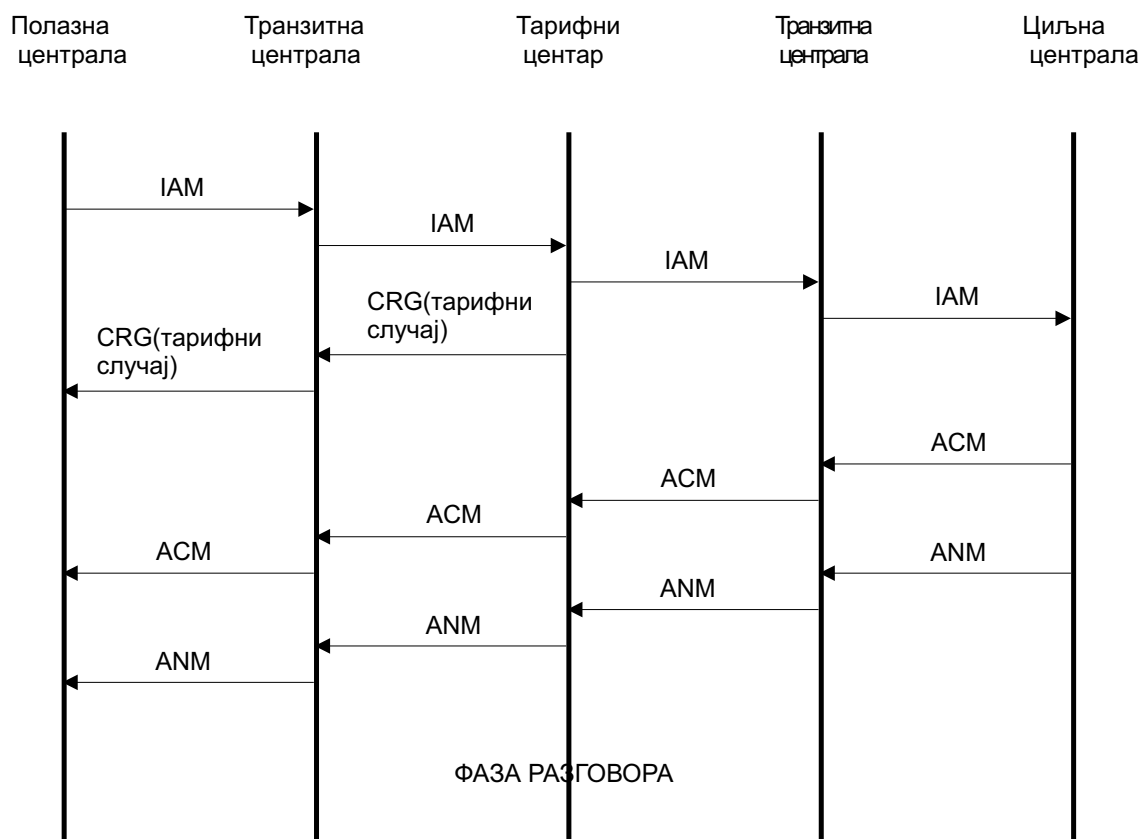 Полазна
централа
Транзитна
централа
Тарифни
центар
Транзитна
централа
Циљна
централа
IAM
IAM
IAM
IAM
CRG(тарифни
случај)
CRG(тарифни
случај)
ACM
ACM
ACM
ACM
ANM
ANM
ANM
ANM
ФАЗА РАЗГОВОРА